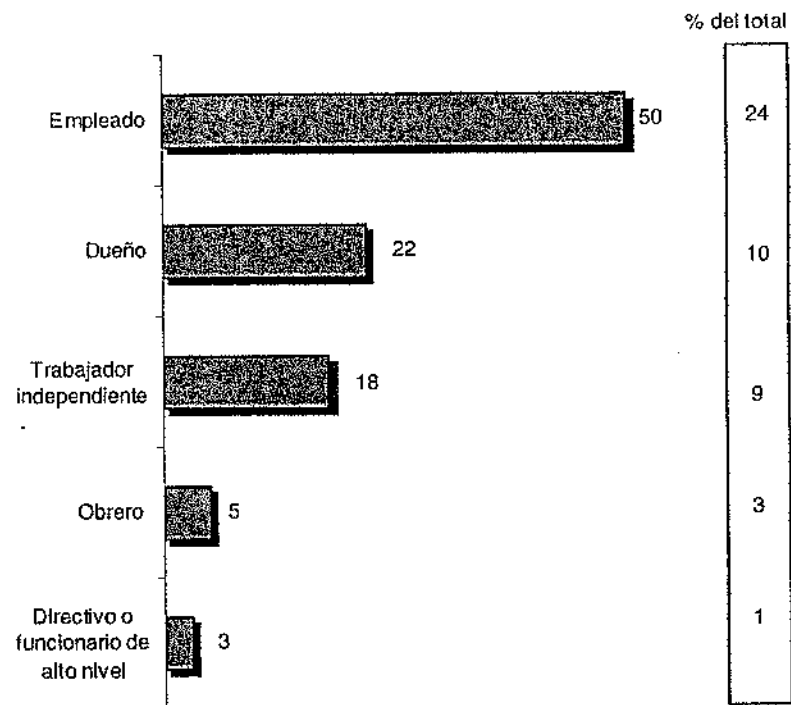 % del total
Empleado 50 24
Dueño 22 10
Trabajador
independiente 18 9
Obrero 5 3
Directivo o
funcionario de
alto nivel 3 1